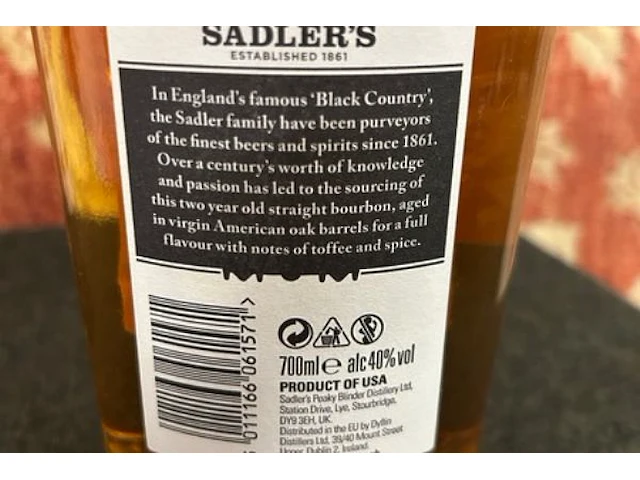 SADLER'S
ESTABLISHED 1861
In England's famous 'Black Country',
the Sadler family have been purveyors
of the finest beers and spirits since 1861.
Over a century's worth of knowledge
and passion has led to the sourcing of
this two year old straight bourbon, aged
in virgin American oak barrels for a full
flavour with notes of toffee and spice.
011166 061571 >
700ml e alc 40% vol
PRODUCT OF USA
Sadler's Peaky Blinder Distillery Ltd,
Station Drive, Lye, Stourbridge,
DY9 3EH, UK.
Distributed in the EU by Dyflin
Distillers Ltd, 39/40 Mount Street
Upper, Dublin 2, Ireland.